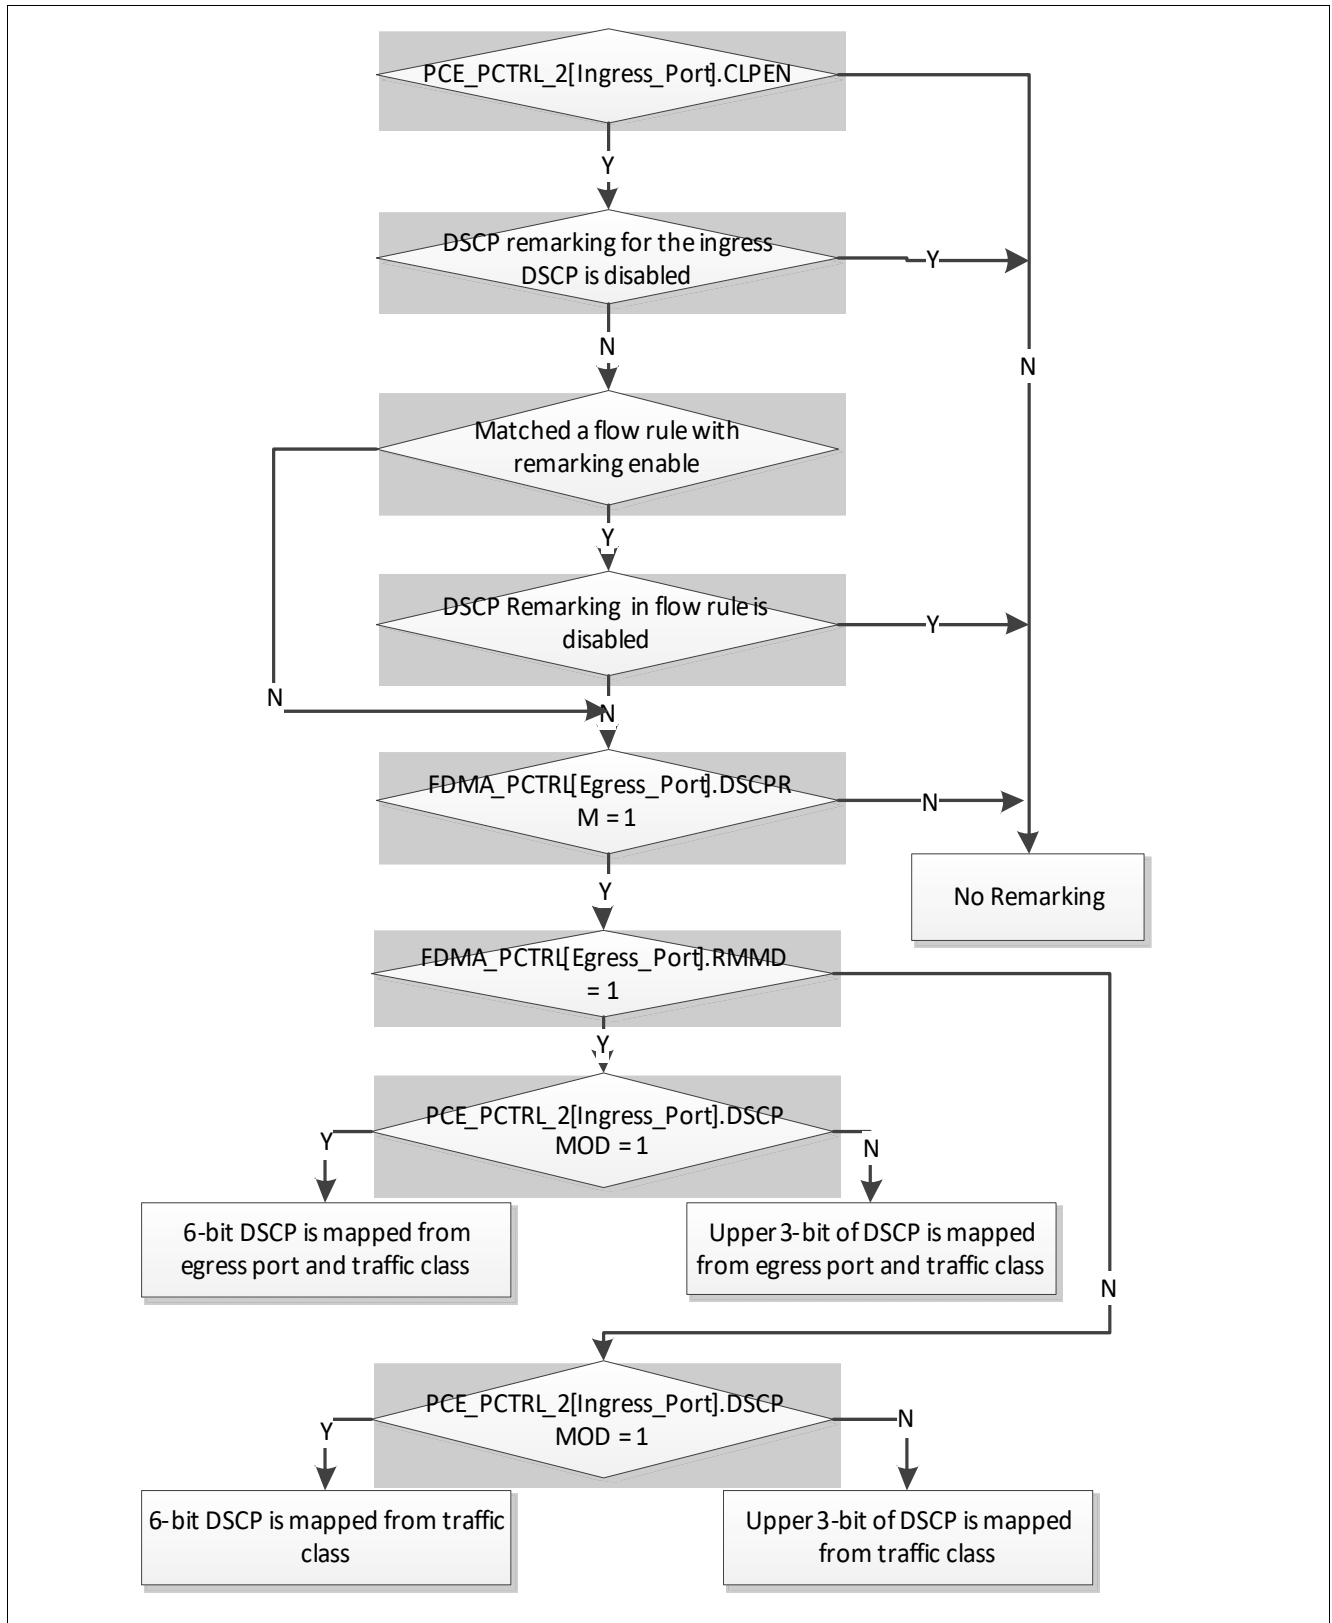 PCE_PCTRL_2[Ingress_Port].CLPEN
Y
DSCP remarking for the ingress
DSCP is disabled
Y
N
N
Matched a flow rule with
remarking enable
Y
DSCP Remarking in flow rule is
disabled
Y
N
N
FDMA_PCTRL[Egress_Port].DSCPR
M = 1
N
Y
No Remarking
FDMA_PCTRL[Egress_Port].RMMD
= 1
Y
PCE_PCTRL_2[Ingress_Port].DSCP
MOD = 1
Y
N
6-bit DSCP is mapped from
egress port and traffic class
Upper 3-bit of DSCP is mapped
from egress port and traffic class
N
PCE_PCTRL_2[Ingress_Port].DSCP
MOD = 1
Y
N
6-bit DSCP is mapped from traffic
class
Upper 3-bit of DSCP is mapped
from traffic class